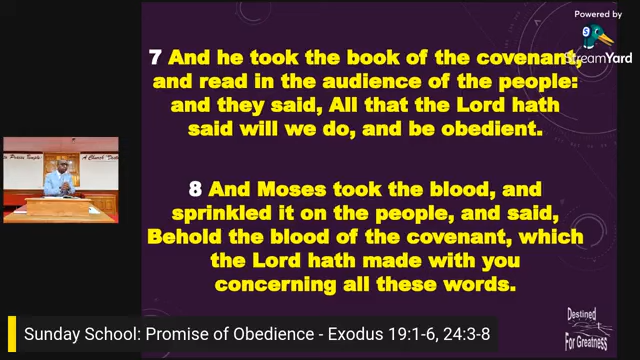 Powered by
StreamYard
7 And he took the book of the covenant,
and read in the audience of the people:
and they said, All that the Lord hath
said will we do, and be obedient.
8 And Moses took the blood, and
sprinkled it on the people, and said,
Behold the blood of the covenant, which
the Lord hath made with you
concerning all these words.
Destined
For Greatness
Sunday School: Promise of Obedience - Exodus 19:1-6, 24:3-8